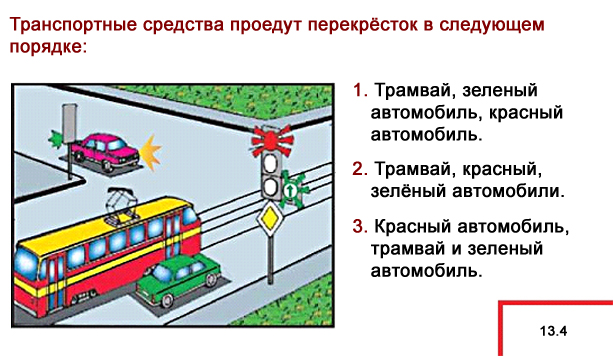 Транспортные средства проедут перекрёсток в следующем
порядке:
1. Трамвай, зеленый
автомобиль, красный
автомобиль.
2. Трамвай, красный,
зелёный автомобили.
3. Красный автомобиль,
трамвай и зеленый
автомобиль.
13.4